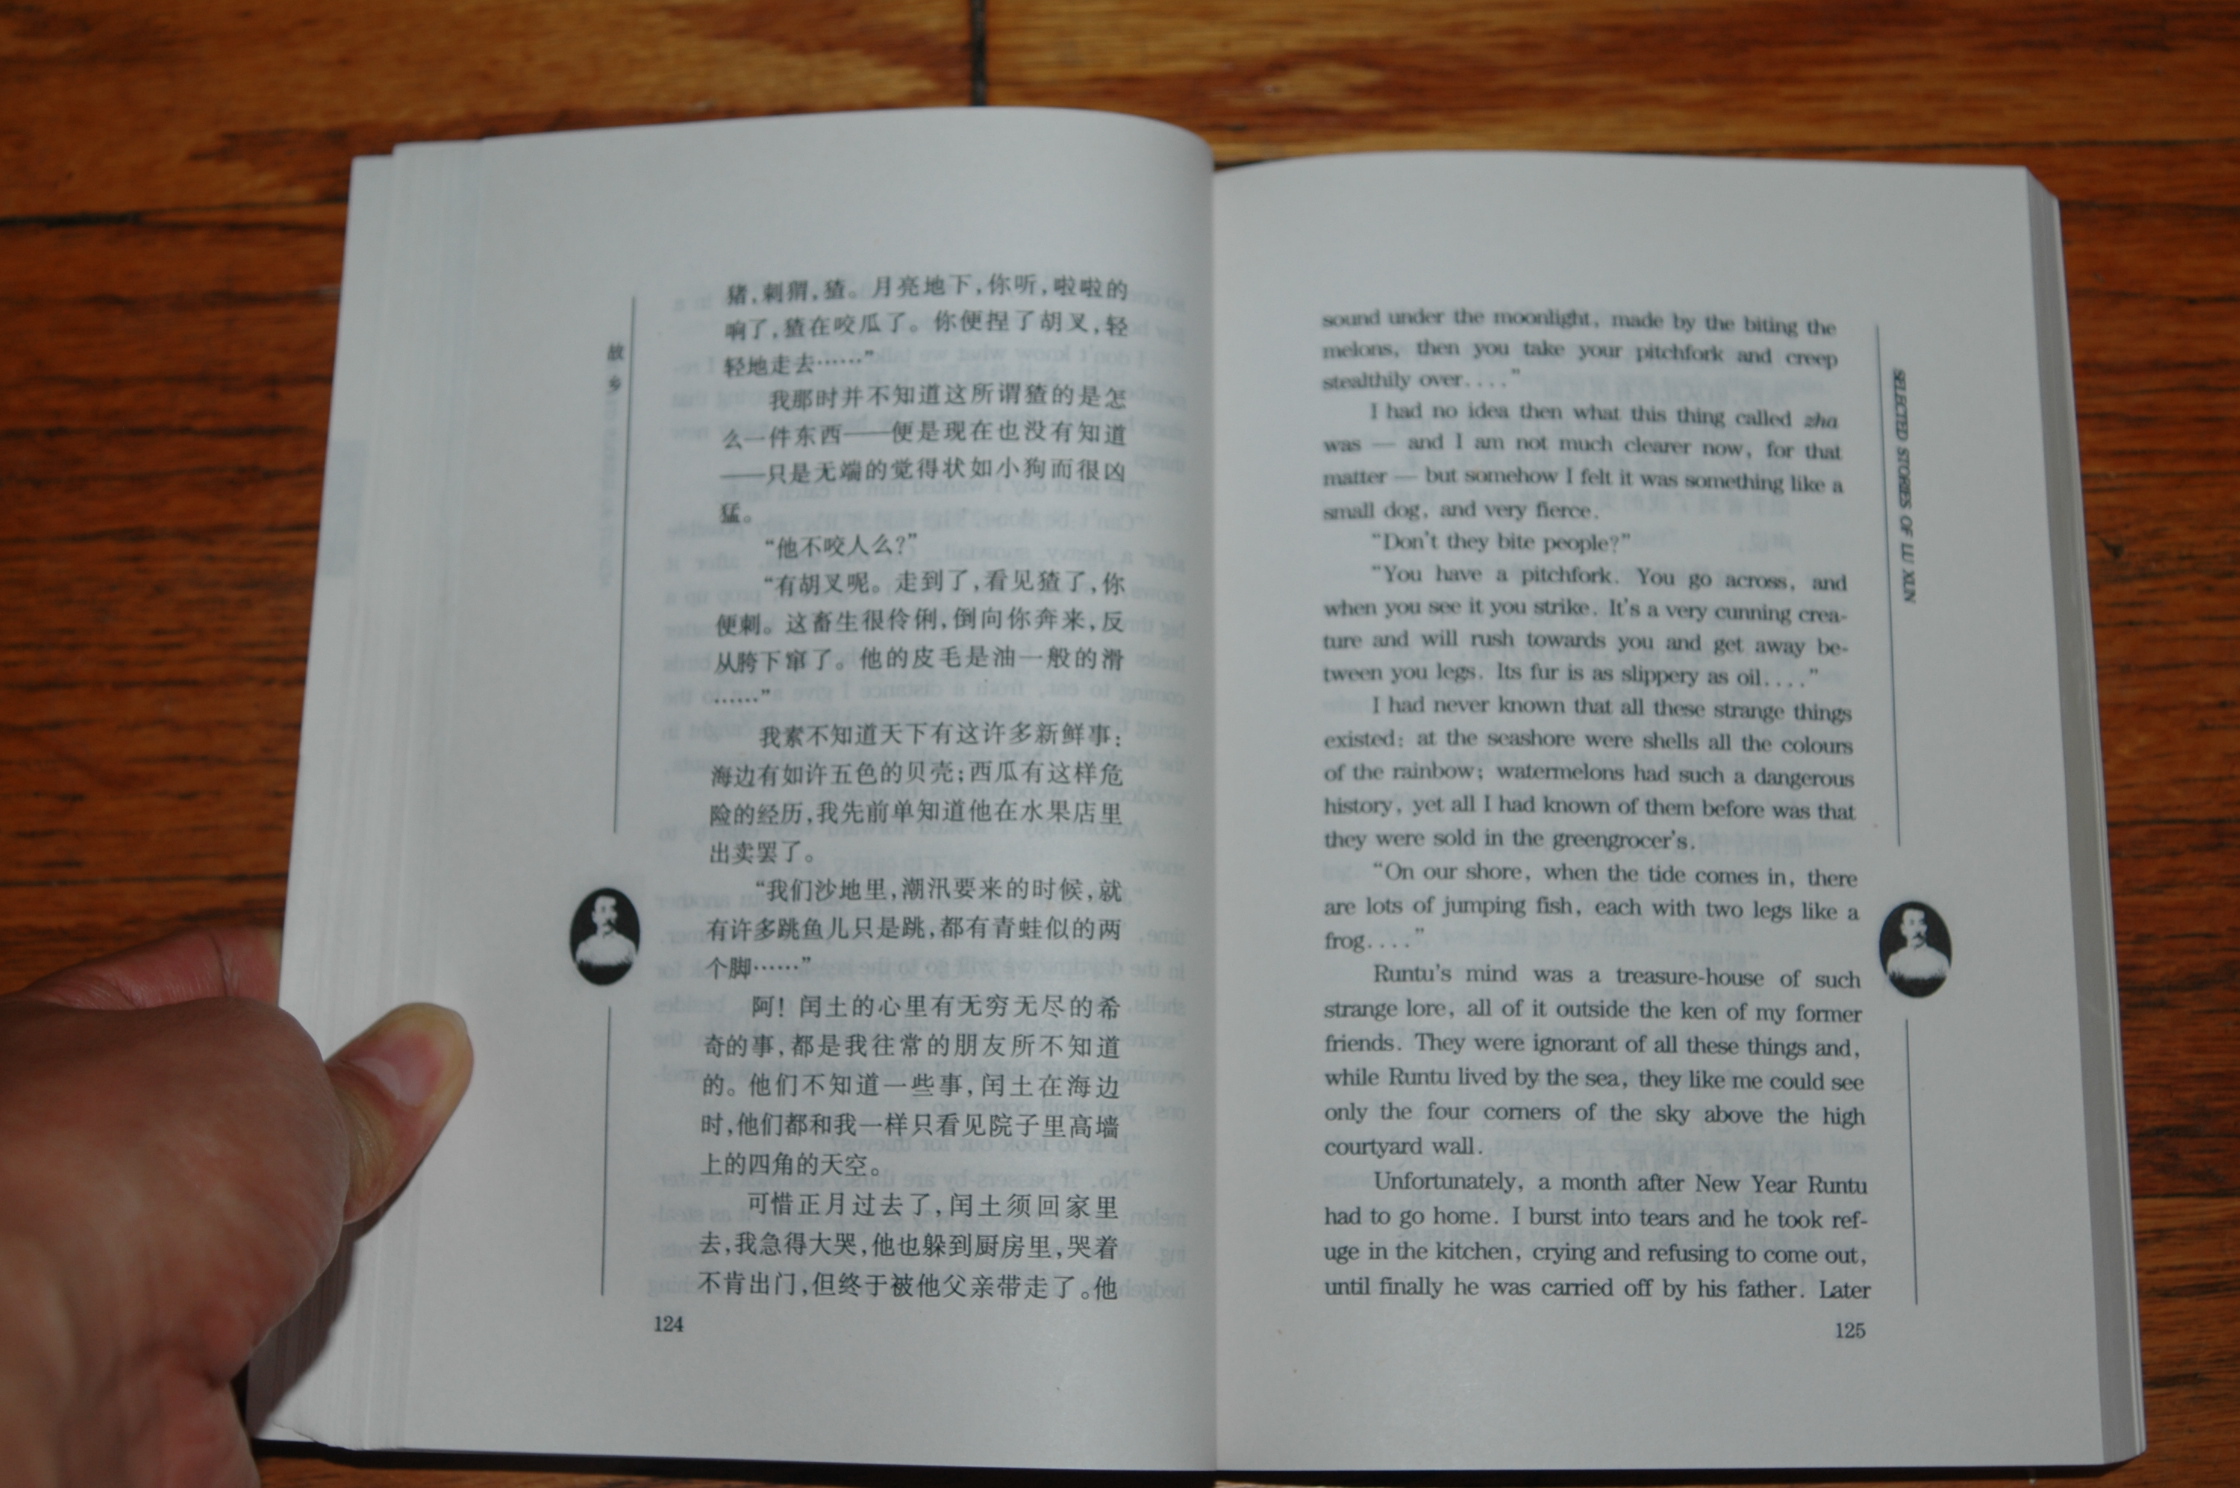 故
乡
猪,刺猬,猹。月亮地下,你听,啦啦的
响了,猹在咬瓜了。你便捏了胡叉,轻
轻地走去……”
我那时并不知道这所谓猹的是怎
么一件东西——便是现在也没有知道
——只是无端的觉得状如小狗而很凶
猛。
“他不咬人么?”
“有胡叉呢。走到了,看见猹了,你
便刺。这畜生很伶俐,倒向你奔来,反
从胯下窜了。他的皮毛是油一般的滑
……”
我素不知道天下有这许多新鲜事:
海边有如许五色的贝壳;西瓜有这样危
险的经历,我先前单知道他在水果店里
出卖罢了。
“我们沙地里,潮汛要来的时候,就
有许多跳鱼儿只是跳,都有青蛙似的两
个脚……”
阿! 闰土的心里有无穷无尽的希
奇的事,都是我往常的朋友所不知道
的。他们不知道一些事,闰土在海边
时,他们都和我一样只看见院子里高墙
上的四角的天空。
可惜正月过去了,闰土须回家里
去,我急得大哭,他也躲到厨房里,哭着
不肯出门,但终于被他父亲带走了。他
124
SELECTED STORIES OF LU XUN
sound under the moonlight, made by the biting the
melons, then you take your pitchfork and creep
stealthily over....”
I had no idea then what this thing called zha
was — and I am not much clearer now, for that
matter — but somehow I felt it was something like a
small dog, and very fierce.
“Don't they bite people?”
“You have a pitchfork. You go across, and
when you see it you strike. It's a very cunning crea-
ture and will rush towards you and get away be-
tween you legs. Its fur is as slippery as oil....”
I had never known that all these strange things
existed: at the seashore were shells all the colours
of the rainbow; watermelons had such a dangerous
history, yet all I had known of them before was that
they were sold in the greengrocer's.
“On our shore, when the tide comes in, there
are lots of jumping fish, each with two legs like a
frog....”
Runtu's mind was a treasure-house of such
strange lore, all of it outside the ken of my former
friends. They were ignorant of all these things and,
while Runtu lived by the sea, they like me could see
only the four corners of the sky above the high
courtyard wall.
Unfortunately, a month after New Year Runtu
had to go home. I burst into tears and he took ref-
uge in the kitchen, crying and refusing to come out,
until finally he was carried off by his father. Later
125